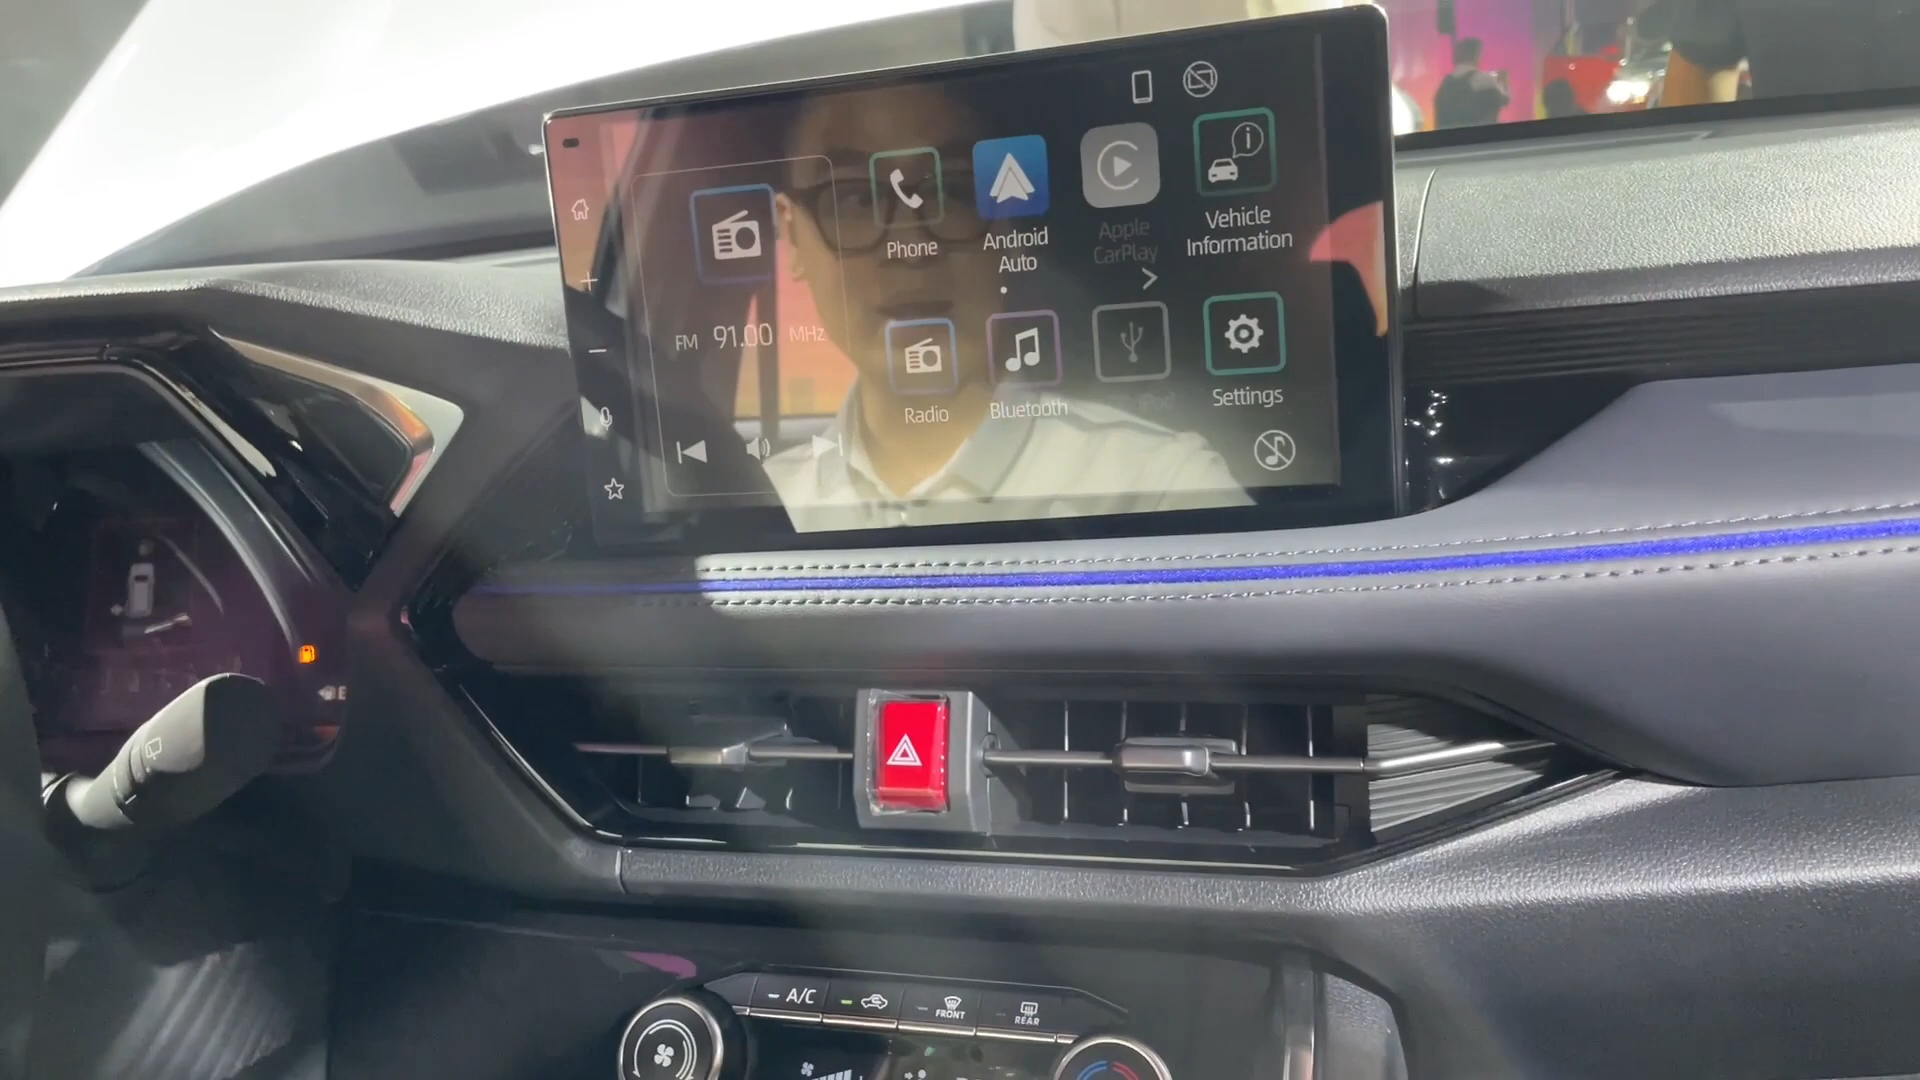 Phone
Android
Auto
Apple
CarPlay
Vehicle
Information
FM 91.00 MHz
Radio
Bluetooth
Settings
E
A/C
FRONT
REAR